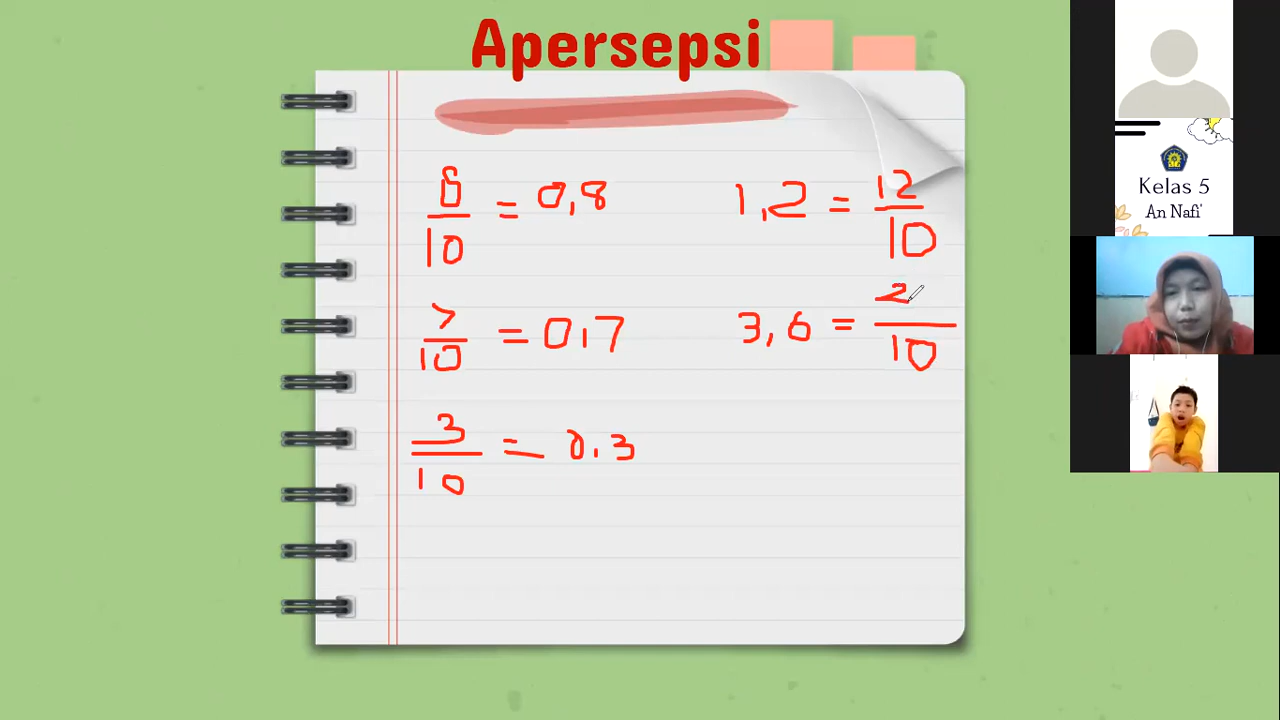 Apersepsi
8/10 = 0,8
1,2 = 12/10
7/10 = 0,7
3,6 = /10
3/10 = 0.3
Kelas 5
An Nafi'